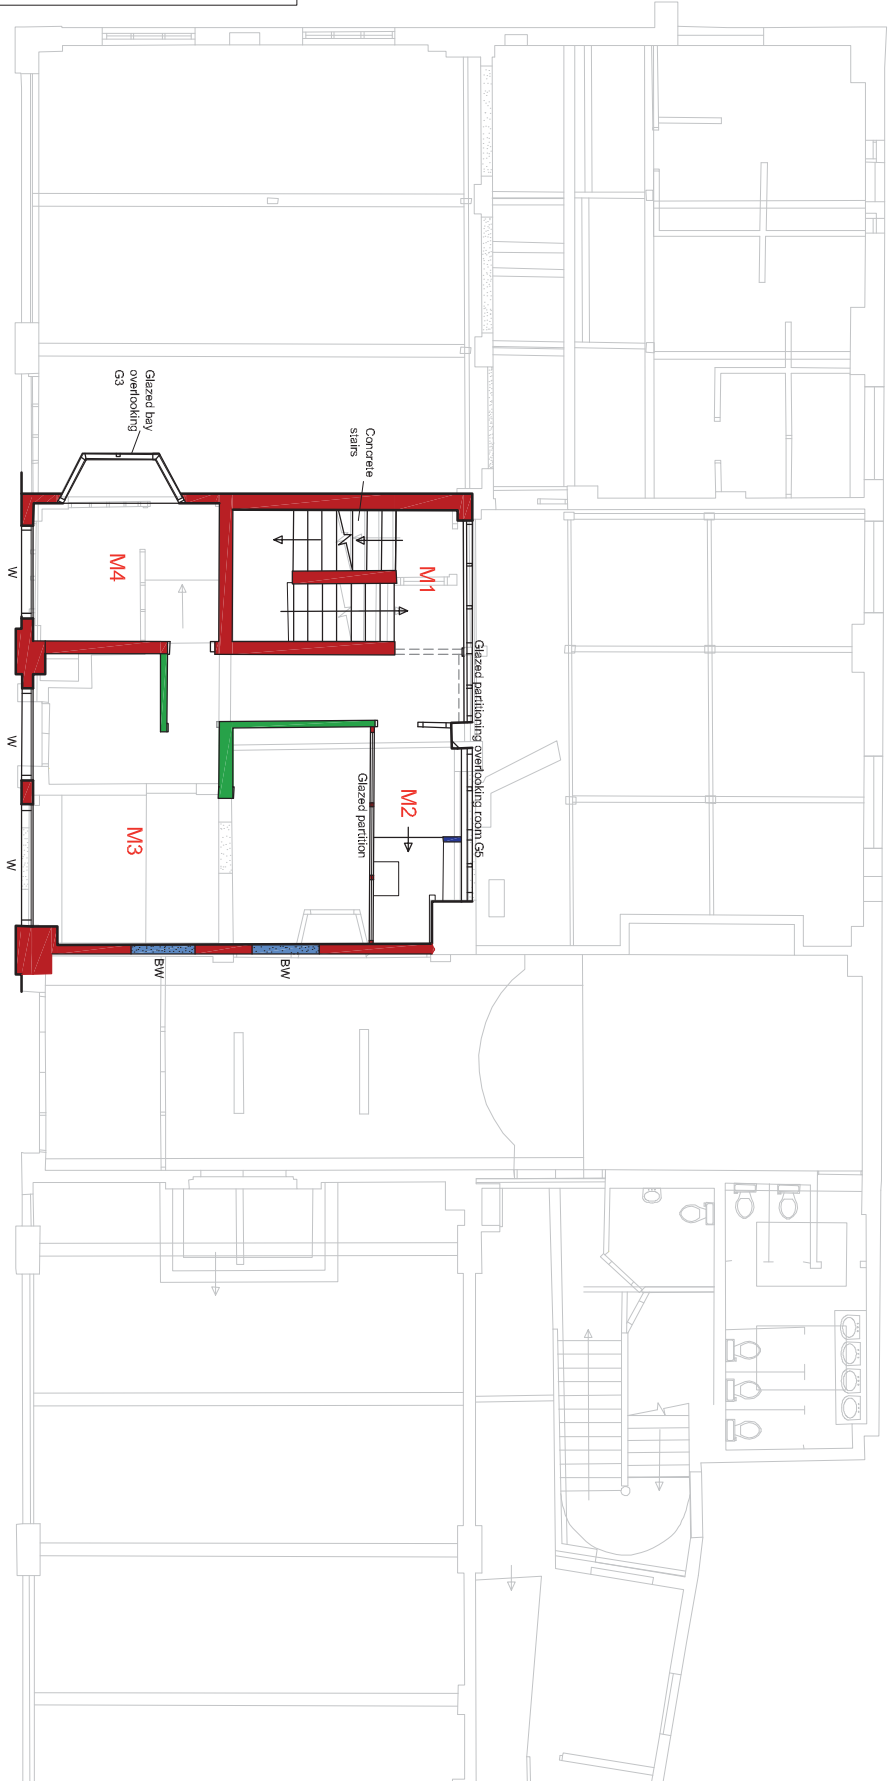 Glazed bay
overlooking
G3
Concrete
stairs
M4
M1
Glazed partitioning overlooking room G5
W
W
Glazed partition
M2
M3
W
BW
BW